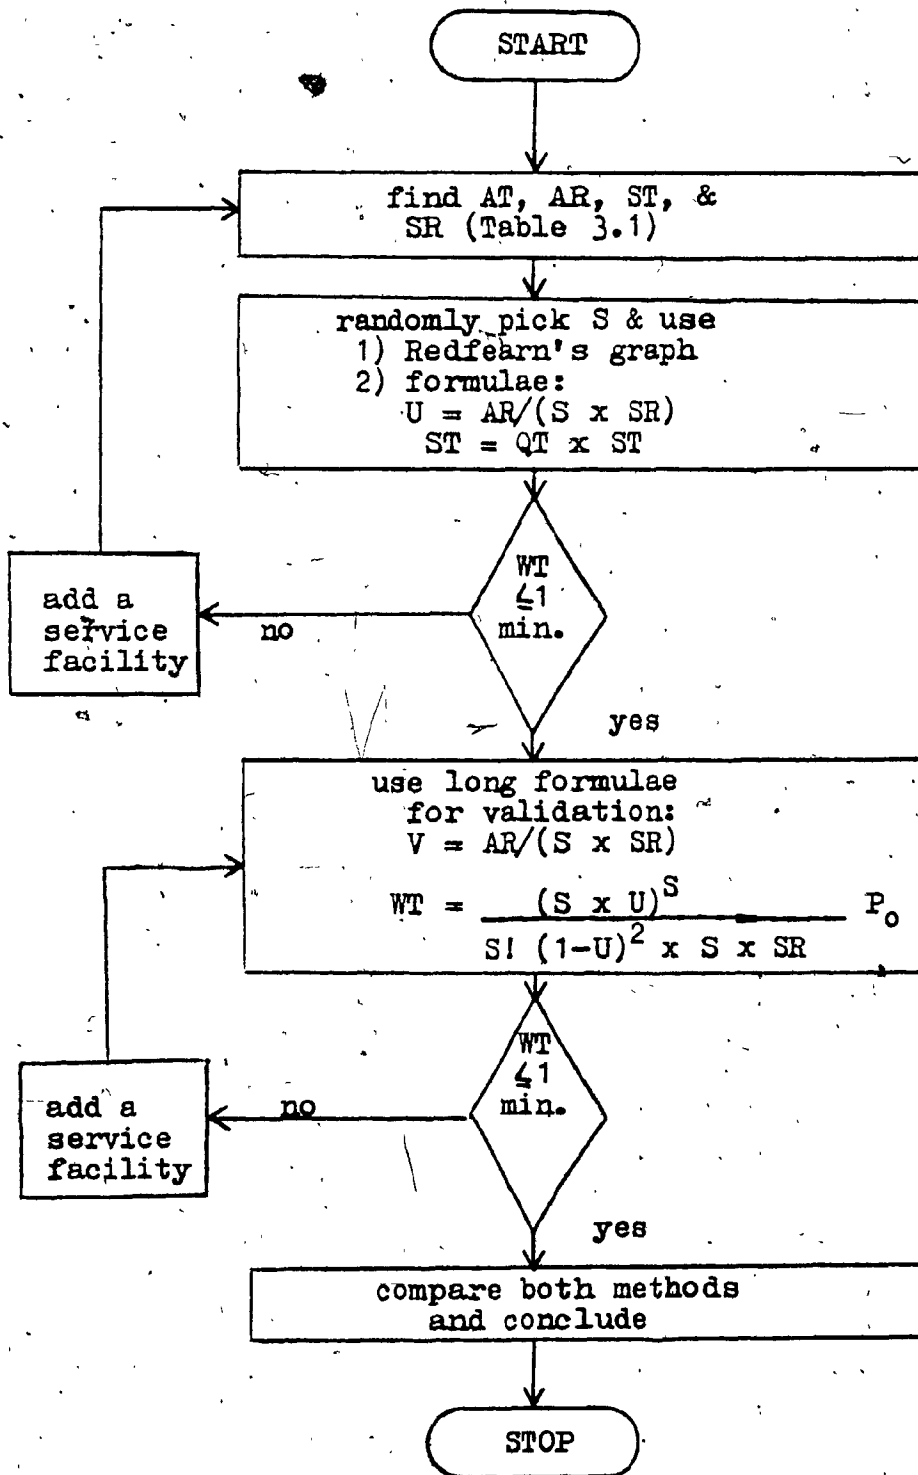 START
find AT, AR, ST, &
SR (Table 3.1)
randomly pick S & use
1) Redfearn's graph
2) formulae:
U = AR/(S x SR)
ST = QT x ST
WT
≤1
min.
no
add a
service
facility
yes
use long formulae
for validation:
V = AR/(S x SR)
WT = (S x U)^S / (S! (1-U)^2 x S x SR) P₀
WT
≤1
min.
no
add a
service
facility
yes
compare both methods
and conclude
STOP